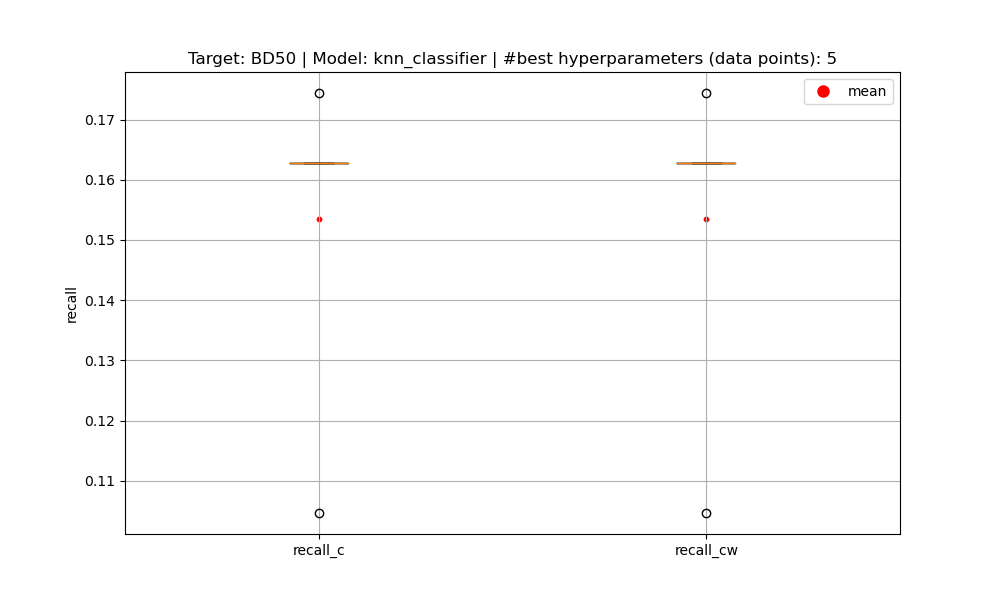 Target: BD50 | Model: knn_classifier | #best hyperparameters (data points): 5
mean
0.17
0.16
0.15
0.14
0.13
0.12
0.11
recall
recall_c
recall_cw